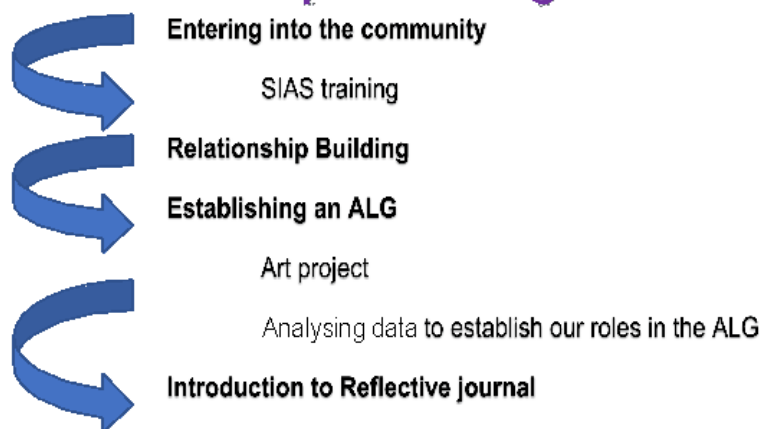 Entering into the community
SIAS training
Relationship Building
Establishing an ALG
Art project
Analysing data to establish our roles in the ALG
Introduction to Reflective journal